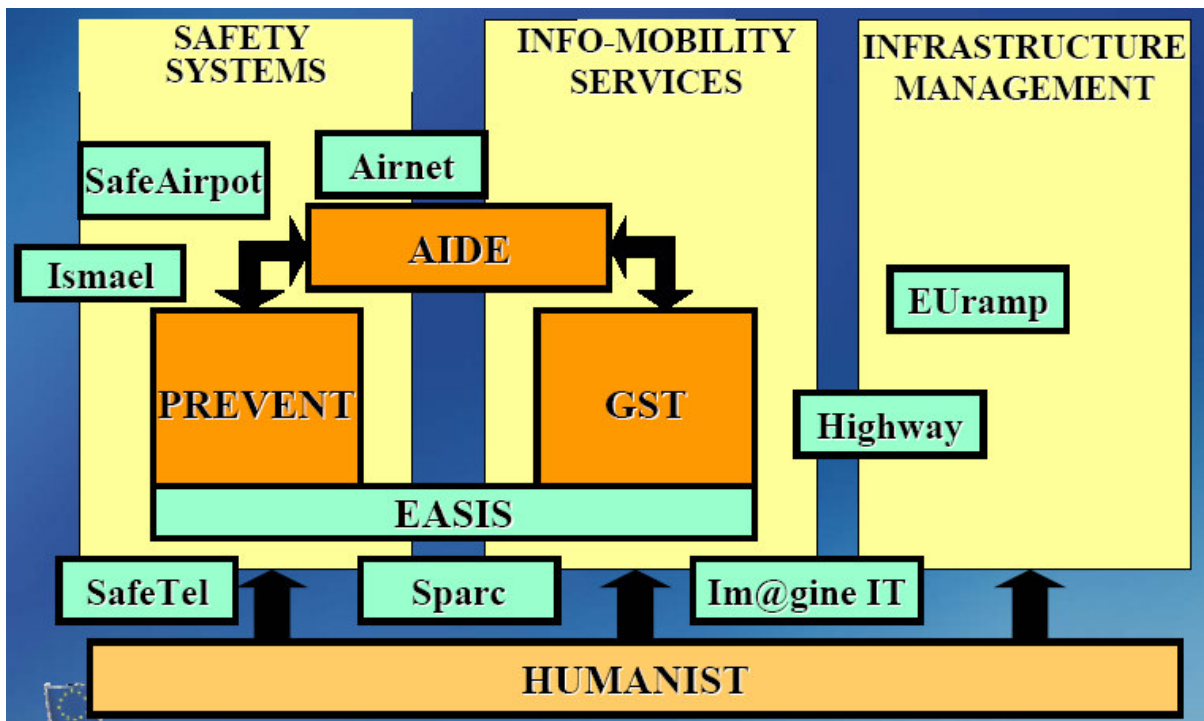 SAFETY
SYSTEMS
INFO-MOBILITY
SERVICES
INFRASTRUCTURE
MANAGEMENT
SafeAirpot
Airnet
AIDE
Ismael
EUramp
PREVENT
GST
Highway
EASIS
SafeTel
Sparc
Im@gine IT
HUMANIST